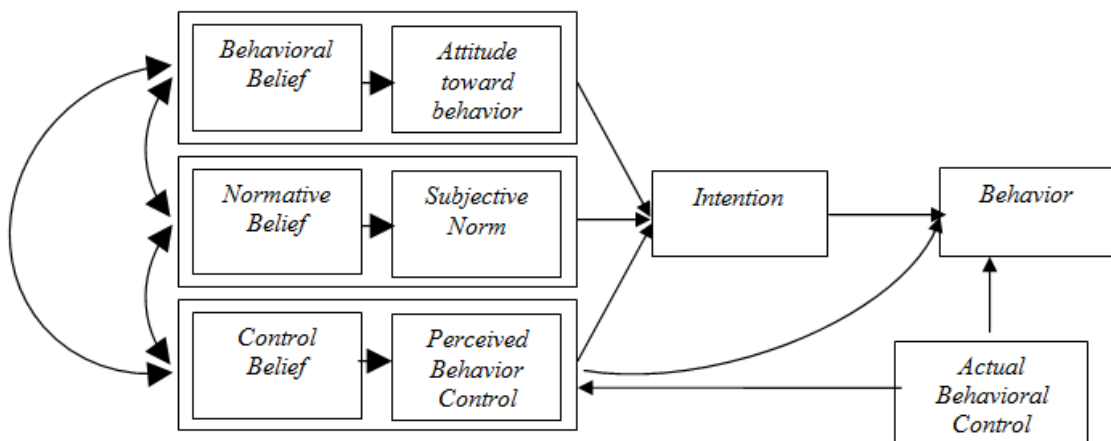 Behavioral
Belief
Attitude
toward
behavior
Normative
Belief
Subjective
Norm
Intention
Behavior
Control
Belief
Perceived
Behavior
Control
Actual
Behavioral
Control